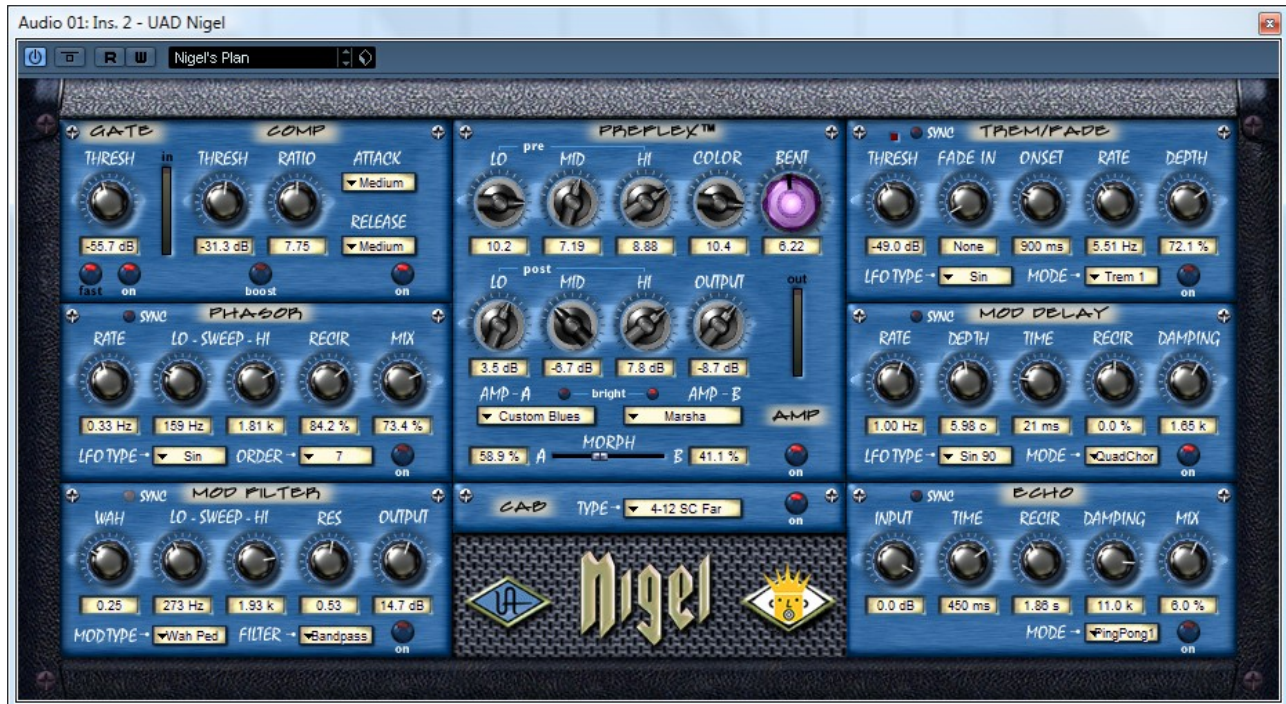 Audio 01: Ins. 2 - UAD Nigel
R W Nigel's Plan
GATE COMP
THRESH in THRESH RATIO ATTACK
Medium
RELEASE
-55.7 dB -31.3 dB 7.75 Medium
fast on boost on
SYNC PHASOR
RATE LO - SWEEP - HI RECIR MIX
0.33 Hz 159 Hz 1.81 k 84.2 % 73.4 %
LFO TYPE Sin ORDER 7 on
SYNC MOD FILTER
WAH LO - SWEEP - HI RES OUTPUT
0.25 273 Hz 1.93 k 0.53 14.7 dB
MOD TYPE Wah Ped FILTER Bandpass on
PREFLEX™
pre
LO MID HI COLOR BENT
10.2 7.19 8.88 10.4 6.22
post
LO MID HI OUTPUT out
3.5 dB -6.7 dB 7.8 dB -8.7 dB
AMP - A bright AMP - B
Custom Blues Marsha AMP
MORPH
58.9 % A B 41.1 % on
CAB TYPE 4-12 SC Far on
UA Nigel
SYNC TREM/FADE
THRESH FADE IN ONSET RATE DEPTH
-49.0 dB None 900 ms 5.51 Hz 72.1 %
LFO TYPE Sin MODE Trem 1 on
SYNC MOD DELAY
RATE DEPTH TIME RECIR DAMPING
1.00 Hz 5.98 c 21 ms 0.0 % 1.65 k
LFO TYPE Sin 90 MODE QuadChor on
SYNC ECHO
INPUT TIME RECIR DAMPING MIX
0.0 dB 450 ms 1.86 s 11.0 k 6.0 %
MODE PingPong1 on